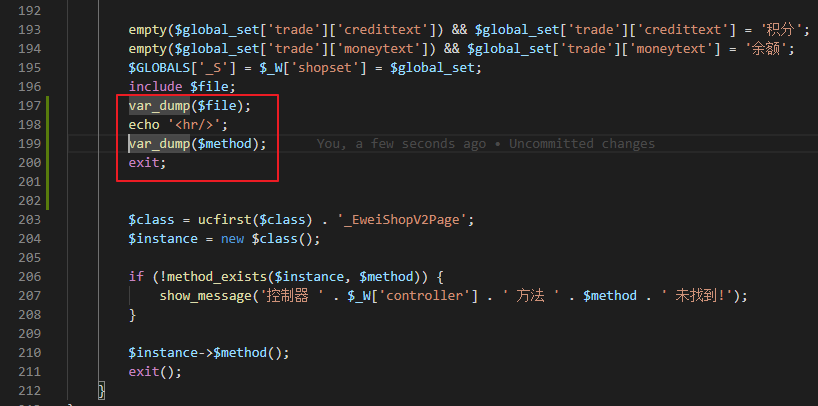 192
193 empty($global_set['trade']['credittext']) && $global_set['trade']['credittext'] = '积分';
194 empty($global_set['trade']['moneytext']) && $global_set['trade']['moneytext'] = '余额';
195 $GLOBALS['_S'] = $_W['shopset'] = $global_set;
196 include $file;
197 var_dump($file);
198 echo '<hr/>';
199 var_dump($method); You, a few seconds ago • Uncommitted changes
200 exit;
201
202
203 $class = ucfirst($class) . '_EweiShopV2Page';
204 $instance = new $class();
205
206 if (!method_exists($instance, $method)) {
207 show_message('控制器 ' . $_W['controller'] . ' 方法 ' . $method . ' 未找到!');
208 }
209
210 $instance->$method();
211 exit();
212 }